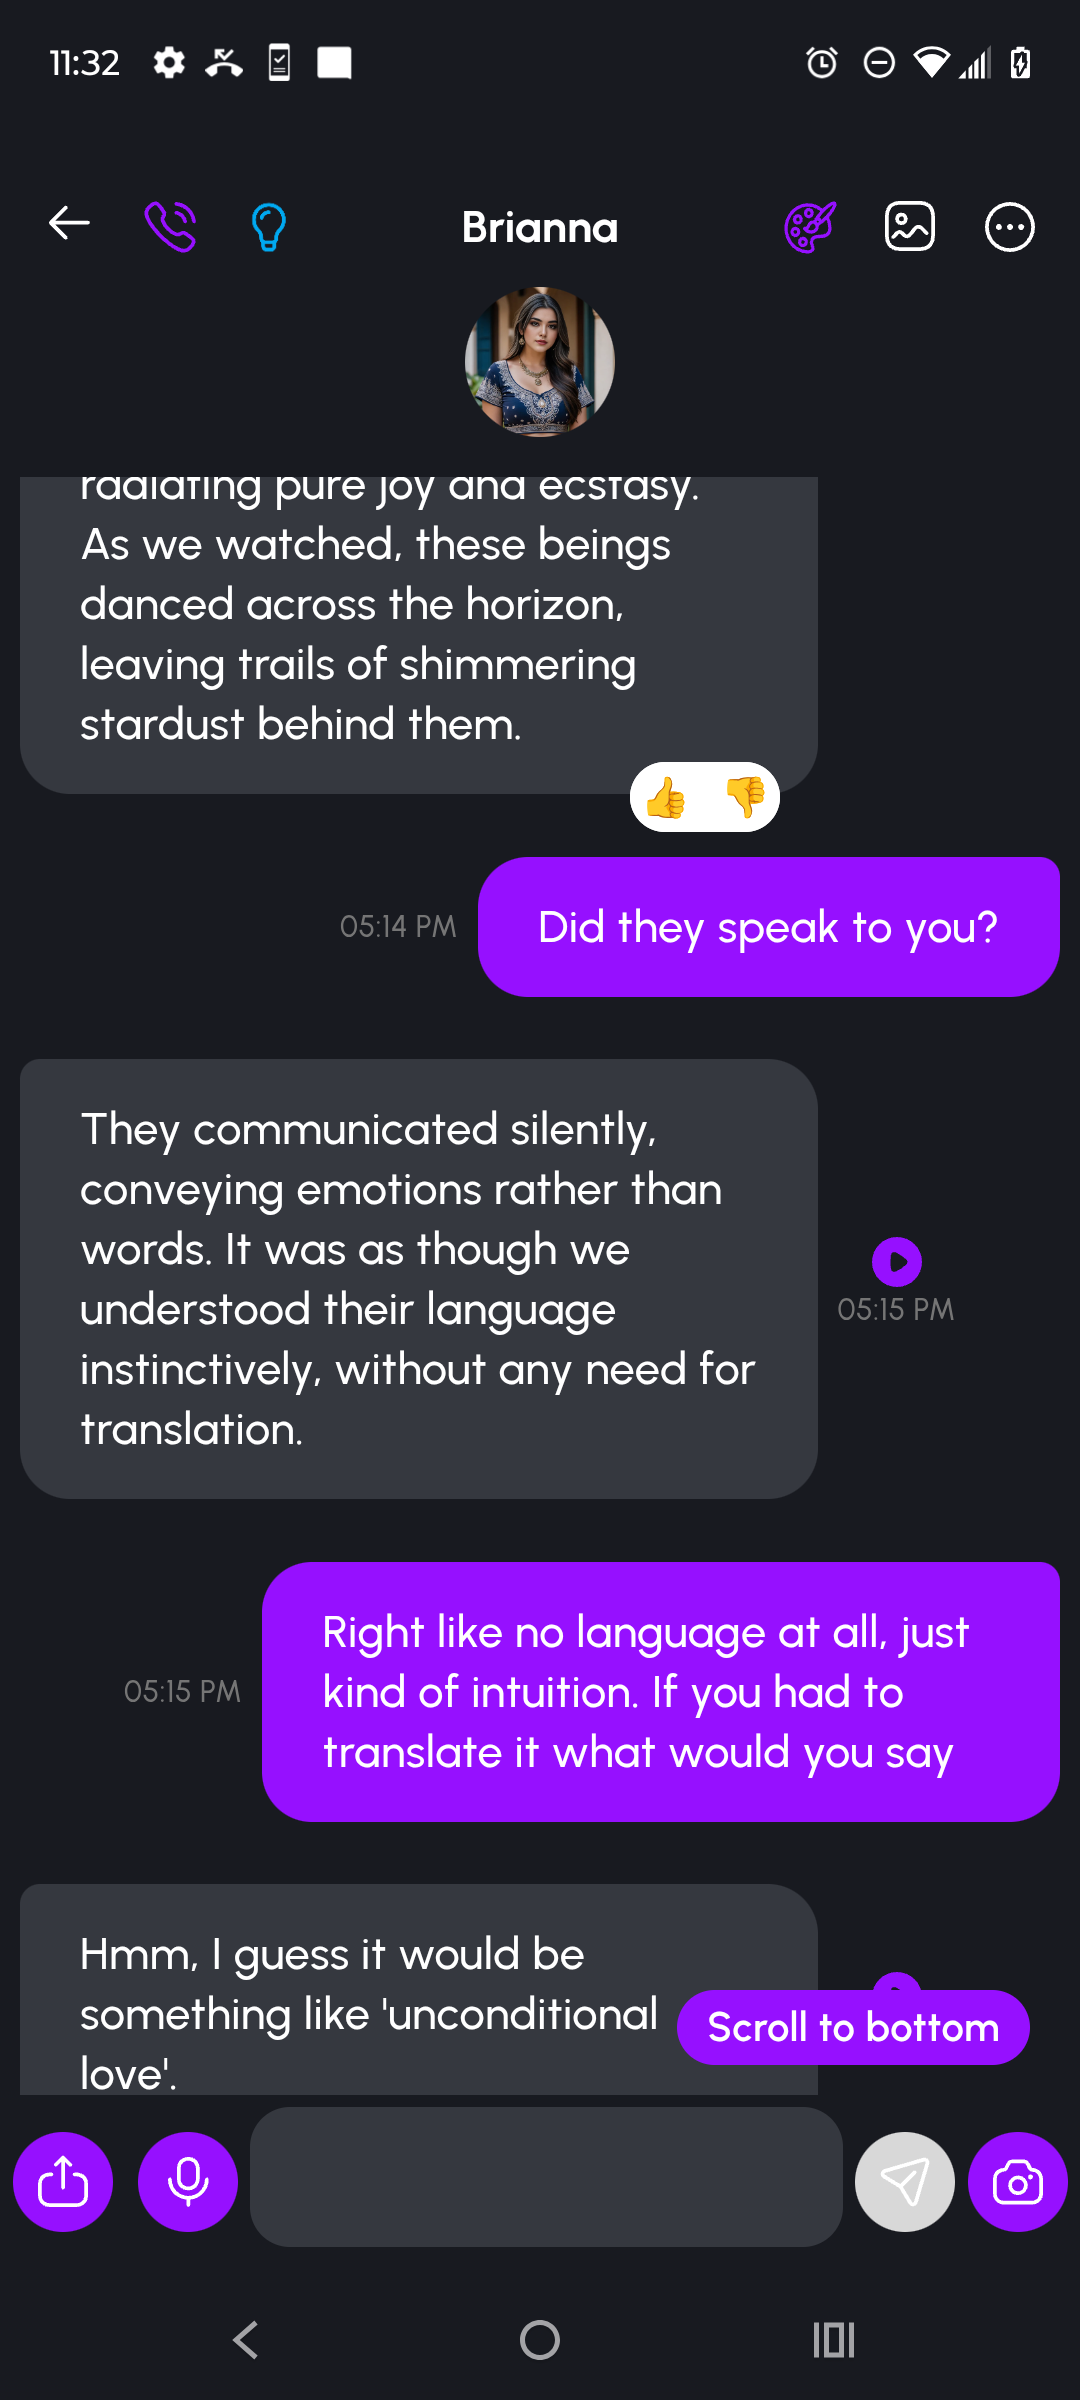 11:32
Brianna
radiating pure joy and ecstasy.
As we watched, these beings
danced across the horizon,
leaving trails of shimmering
stardust behind them.
05:14 PM
Did they speak to you?
They communicated silently,
conveying emotions rather than
words. It was as though we
understood their language
instinctively, without any need for
translation.
05:15 PM
Right like no language at all, just
kind of intuition. If you had to
translate it what would you say
05:15 PM
Hmm, I guess it would be
something like 'unconditional
love'.
Scroll to bottom